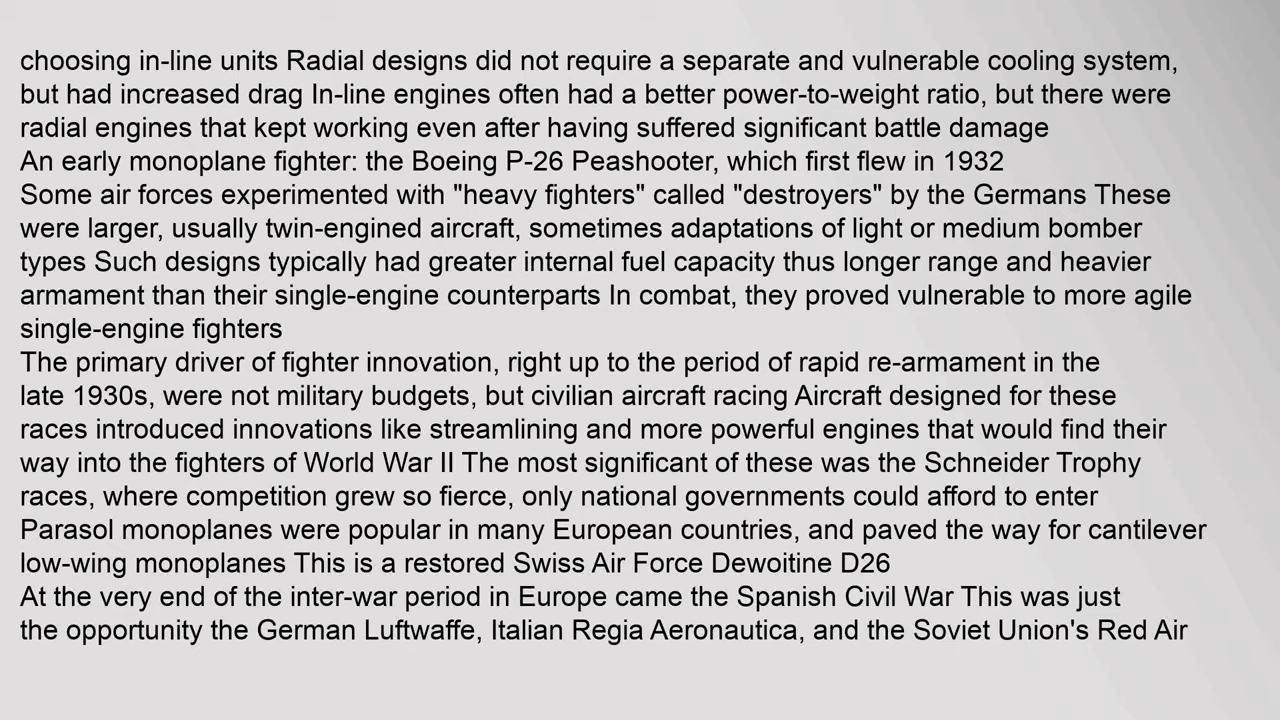 choosing in-line units Radial designs did not require a separate and vulnerable cooling system,
but had increased drag In-line engines often had a better power-to-weight ratio, but there were
radial engines that kept working even after having suffered significant battle damage
An early monoplane fighter: the Boeing P-26 Peashooter, which first flew in 1932
Some air forces experimented with "heavy fighters" called "destroyers" by the Germans These
were larger, usually twin-engined aircraft, sometimes adaptations of light or medium bomber
types Such designs typically had greater internal fuel capacity thus longer range and heavier
armament than their single-engine counterparts In combat, they proved vulnerable to more agile
single-engine fighters
The primary driver of fighter innovation, right up to the period of rapid re-armament in the
late 1930s, were not military budgets, but civilian aircraft racing Aircraft designed for these
races introduced innovations like streamlining and more powerful engines that would find their
way into the fighters of World War II The most significant of these was the Schneider Trophy
races, where competition grew so fierce, only national governments could afford to enter
Parasol monoplanes were popular in many European countries, and paved the way for cantilever
low-wing monoplanes This is a restored Swiss Air Force Dewoitine D26
At the very end of the inter-war period in Europe came the Spanish Civil War This was just
the opportunity the German Luftwaffe, Italian Regia Aeronautica, and the Soviet Union's Red Air